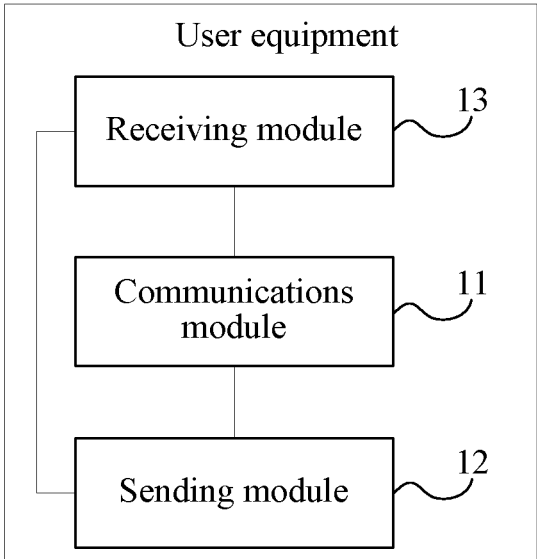 User equipment
Receiving module
13
Communications
module
11
Sending module
12